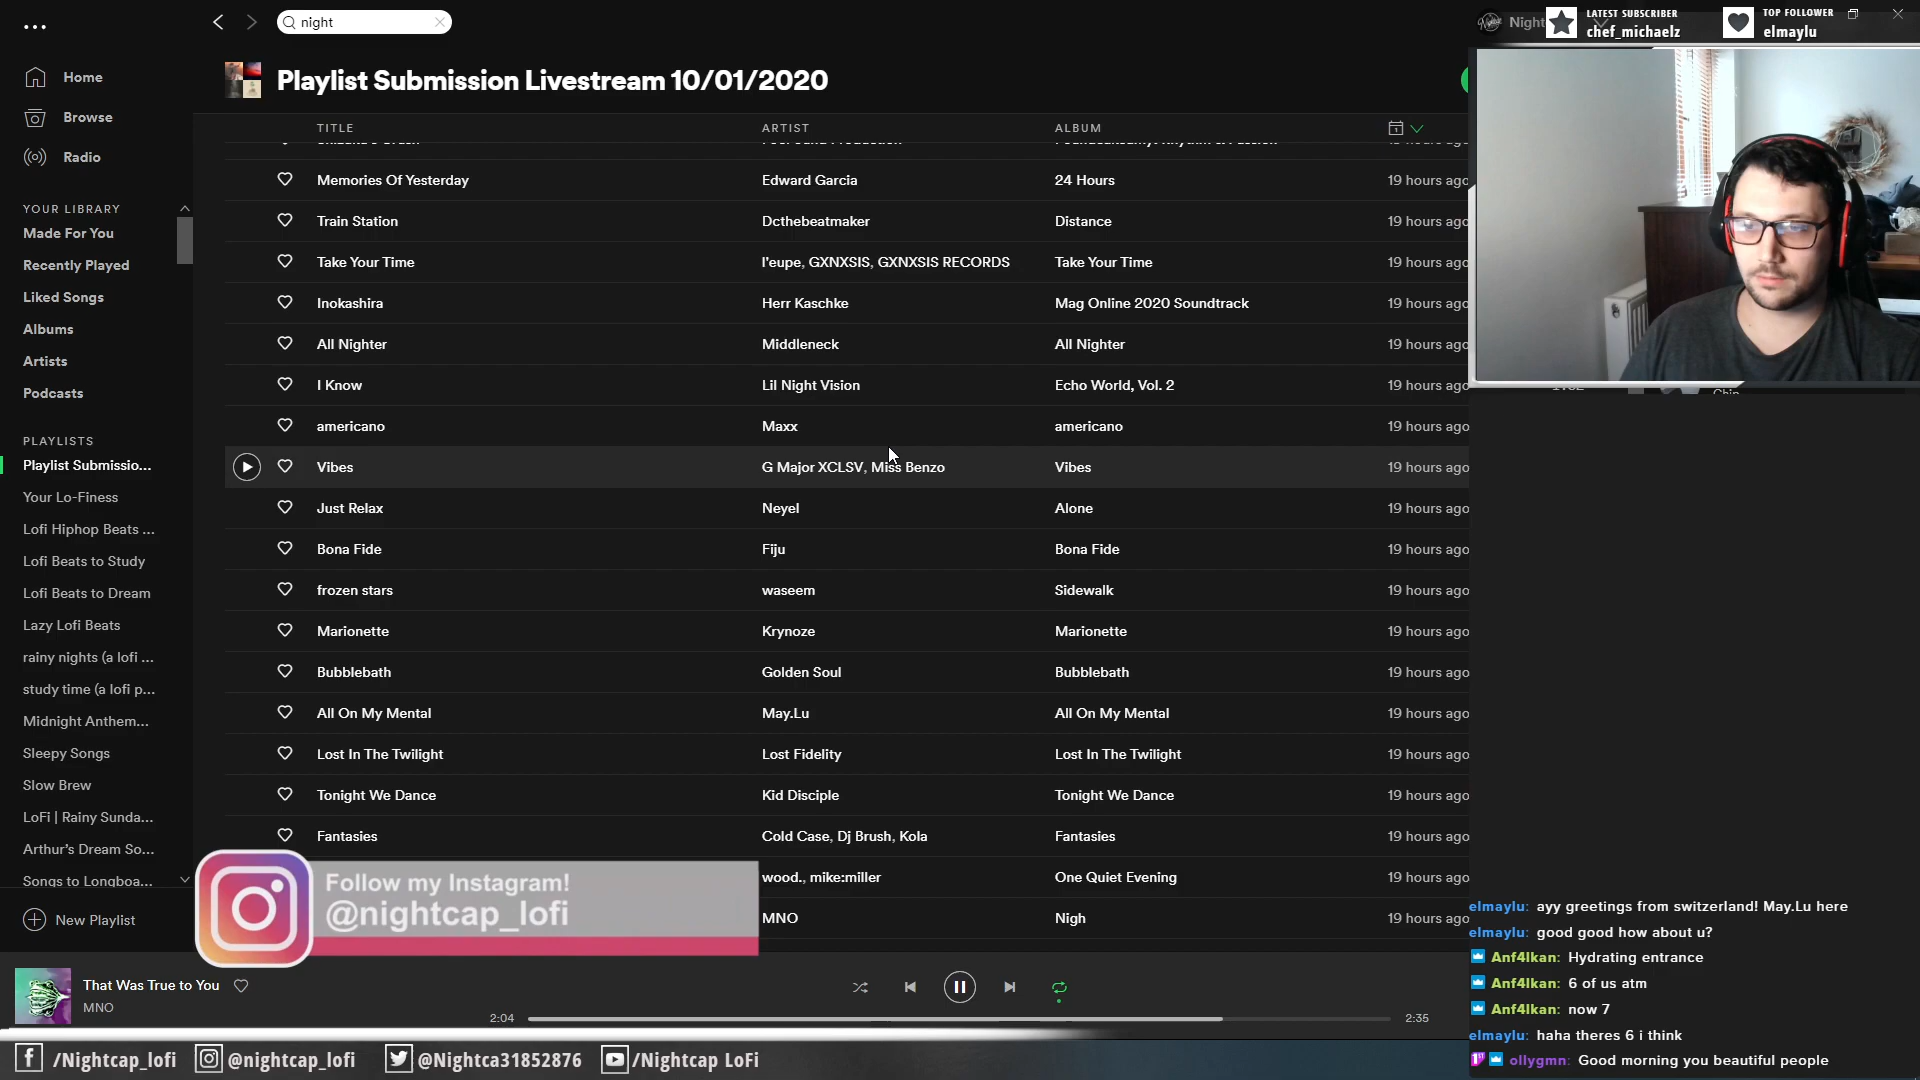 night
Night
LATEST SUBSCRIBER
chef_michaelz
TOP FOLLOWER
elmaylu
Home
Browse
Radio
YOUR LIBRARY
Made For You
Recently Played
Liked Songs
Albums
Artists
Podcasts
PLAYLISTS
Playlist Submissio...
Your Lo-Finess
Lofi Hiphop Beats ...
Lofi Beats to Study
Lofi Beats to Dream
Lazy Lofi Beats
rainy nights (a lofi ...
study time (a lofi p...
Midnight Anthem...
Sleepy Songs
Slow Brew
LoFi | Rainy Sunda...
Arthur's Dream So...
Songs to Longboa...
New Playlist
Playlist Submission Livestream 10/01/2020
TITLE ARTIST ALBUM
Memories Of Yesterday Edward Garcia 24 Hours 19 hours ago
Train Station Dcthebeatmaker Distance 19 hours ago
Take Your Time l'eupe, GXNXSIS, GXNXSIS RECORDS Take Your Time 19 hours ago
Inokashira Herr Kaschke Mag Online 2020 Soundtrack 19 hours ago
All Nighter Middleneck All Nighter 19 hours ago
I Know Lil Night Vision Echo World, Vol. 2 19 hours ago
americano Maxx americano 19 hours ago
Vibes G Major XCLSV, Miss Benzo Vibes 19 hours ago
Just Relax Neyel Alone 19 hours ago
Bona Fide Fiju Bona Fide 19 hours ago
frozen stars waseem Sidewalk 19 hours ago
Marionette Krynoze Marionette 19 hours ago
Bubblebath Golden Soul Bubblebath 19 hours ago
All On My Mental May.Lu All On My Mental 19 hours ago
Lost In The Twilight Lost Fidelity Lost In The Twilight 19 hours ago
Tonight We Dance Kid Disciple Tonight We Dance 19 hours ago
Fantasies Cold Case, Dj Brush, Kola Fantasies 19 hours ago
wood., mike:miller One Quiet Evening 19 hours ago
MNO Nigh 19 hours ago
Follow my Instagram!
@nightcap_lofi
That Was True to You
MNO
2:04 2:35
elmaylu: ayy greetings from switzerland! May.Lu here
elmaylu: good good how about u?
Anf4lkan: Hydrating entrance
Anf4lkan: 6 of us atm
Anf4lkan: now 7
elmaylu: haha theres 6 i think
ollygmn: Good morning you beautiful people
/Nightcap_lofi @nightcap_lofi @Nightca31852876 /Nightcap LoFi